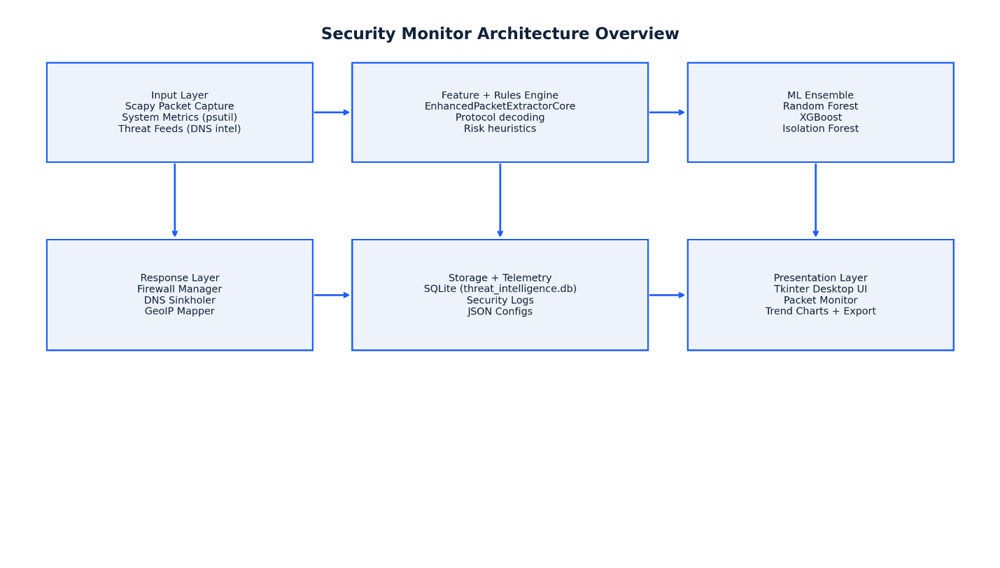 Security Monitor Architecture Overview
Input Layer
Scapy Packet Capture
System Metrics (psutil)
Threat Feeds (DNS intel)
Feature + Rules Engine
EnhancedPacketExtractorCore
Protocol decoding
Risk heuristics
ML Ensemble
Random Forest
XGBoost
Isolation Forest
Response Layer
Firewall Manager
DNS Sinkholer
GeoIP Mapper
Storage + Telemetry
SQLite (threat_intelligence.db)
Security Logs
JSON Configs
Presentation Layer
Tkinter Desktop UI
Packet Monitor
Trend Charts + Export